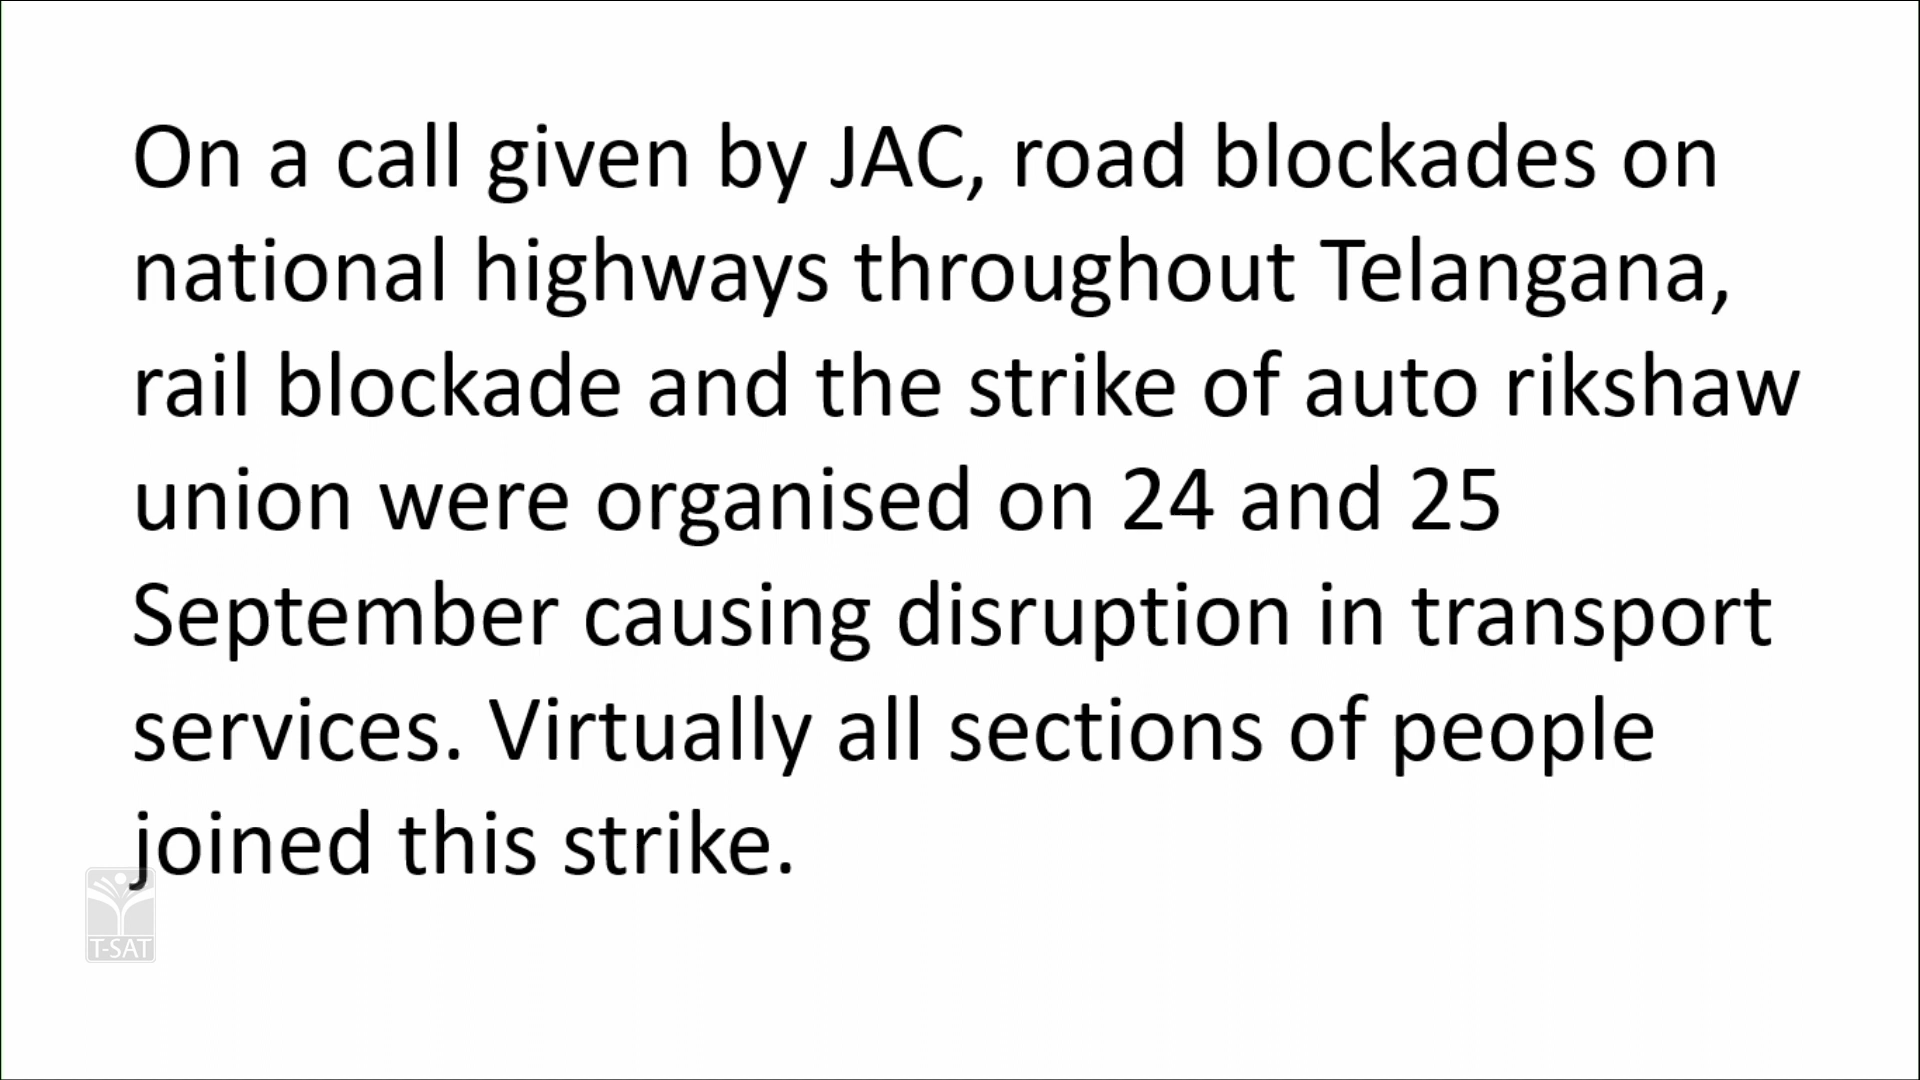 On a call given by JAC, road blockades on
national highways throughout Telangana,
rail blockade and the strike of auto rikshaw
union were organised on 24 and 25
September causing disruption in transport
services. Virtually all sections of people
joined this strike.
T-SAT